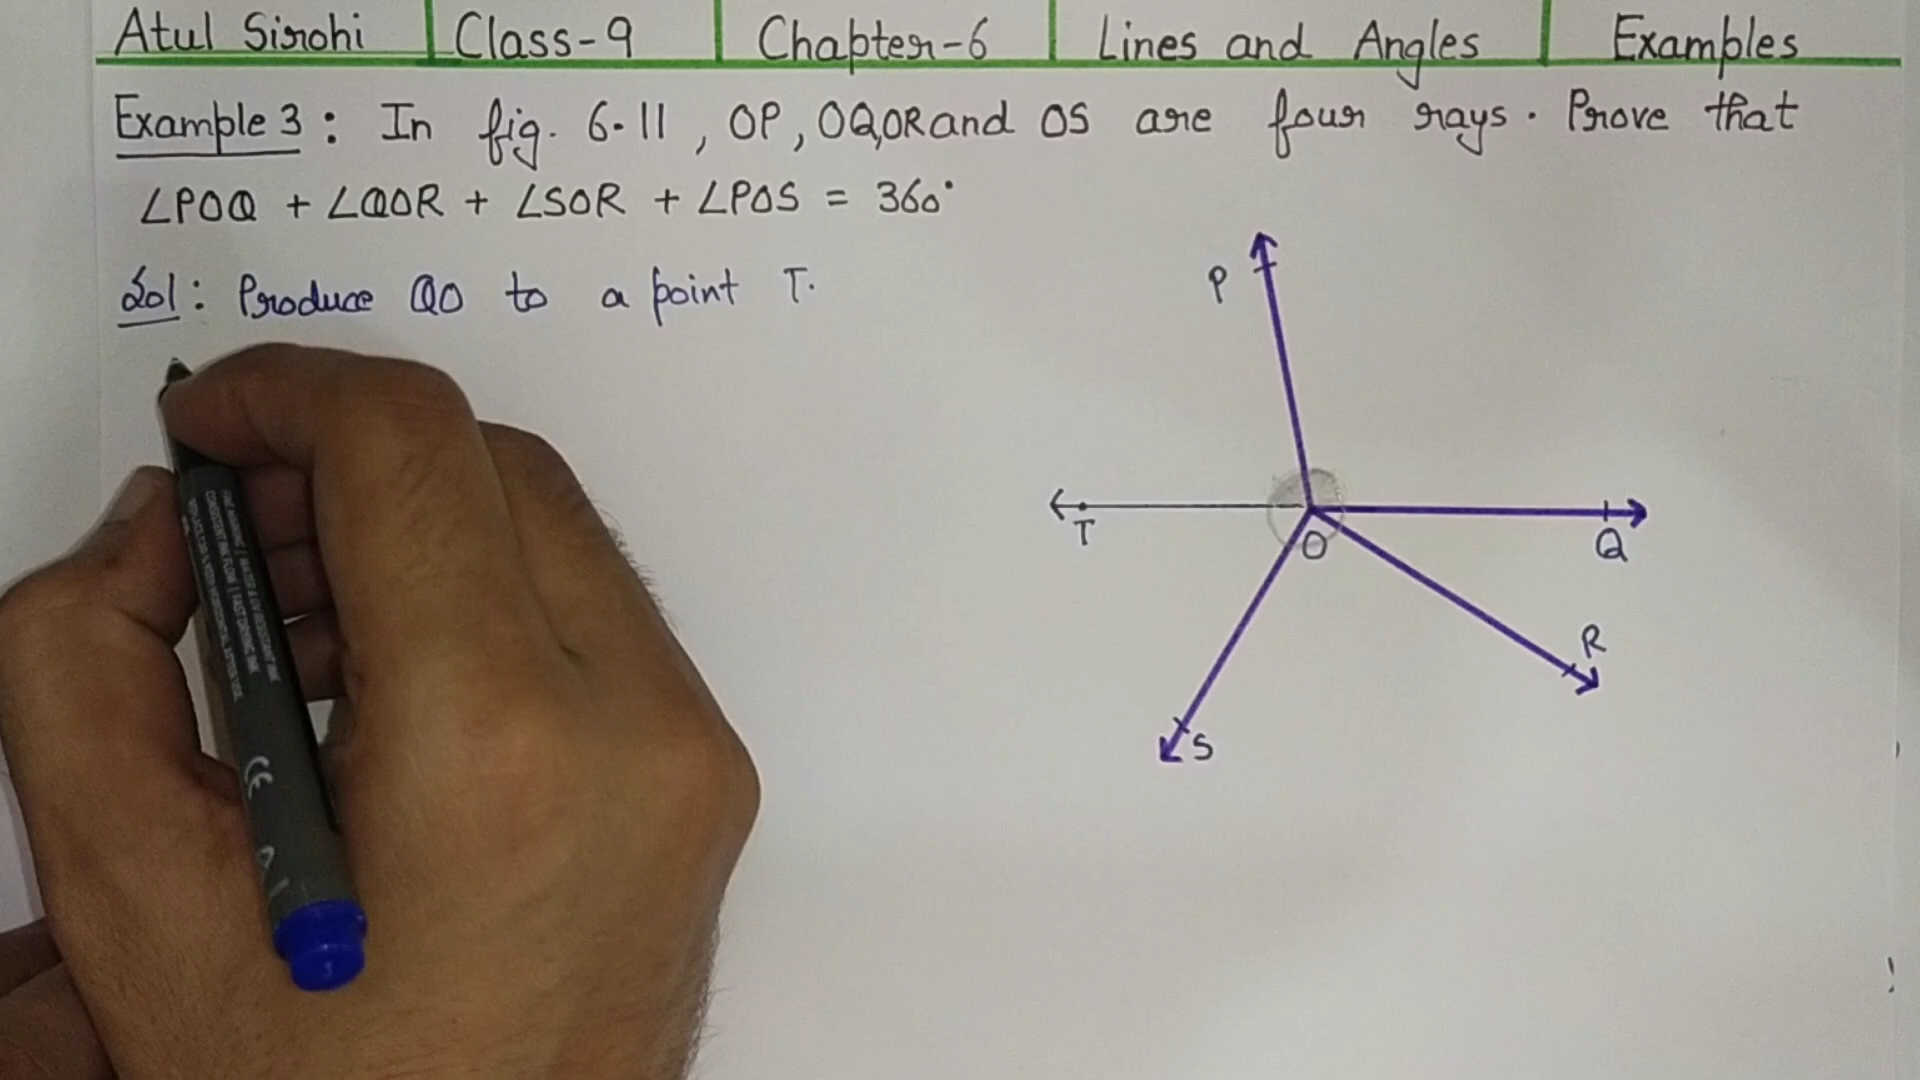 Atul Sirohi Class-9 Chapter-6 Lines and Angles Examples
Example 3 : In fig. 6.11 , OP, OQ,OR and OS are four rays. Prove that
∠POQ + ∠QOR + ∠SOR + ∠POS = 360°
Sol : Produce QO to a point T.
P
T
O
Q
R
S
CE